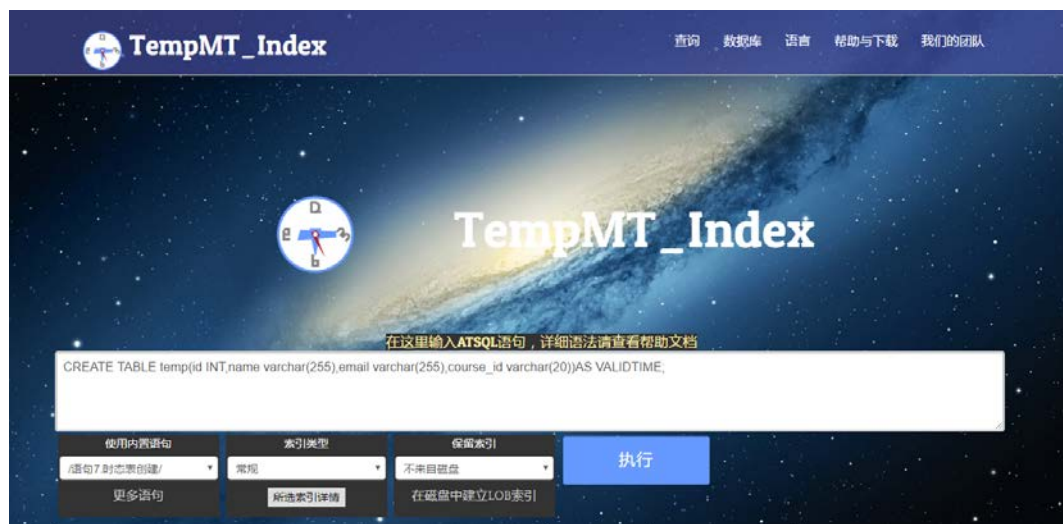 TempMT_Index
查询 数据库 语言 帮助与下载 我们的团队
TempMT_Index
在这里输入ATSQL语句，详细语法请查看帮助文档
CREATE TABLE temp(id INT,name varchar(255),email varchar(255),course_id varchar(20))AS VALIDTIME;
使用内置语句 索引类型 保留索引
/语句7.时态表创建/ 常规 不来自磁盘 执行
更多语句 所选索引详情 在磁盘中建立LOB索引